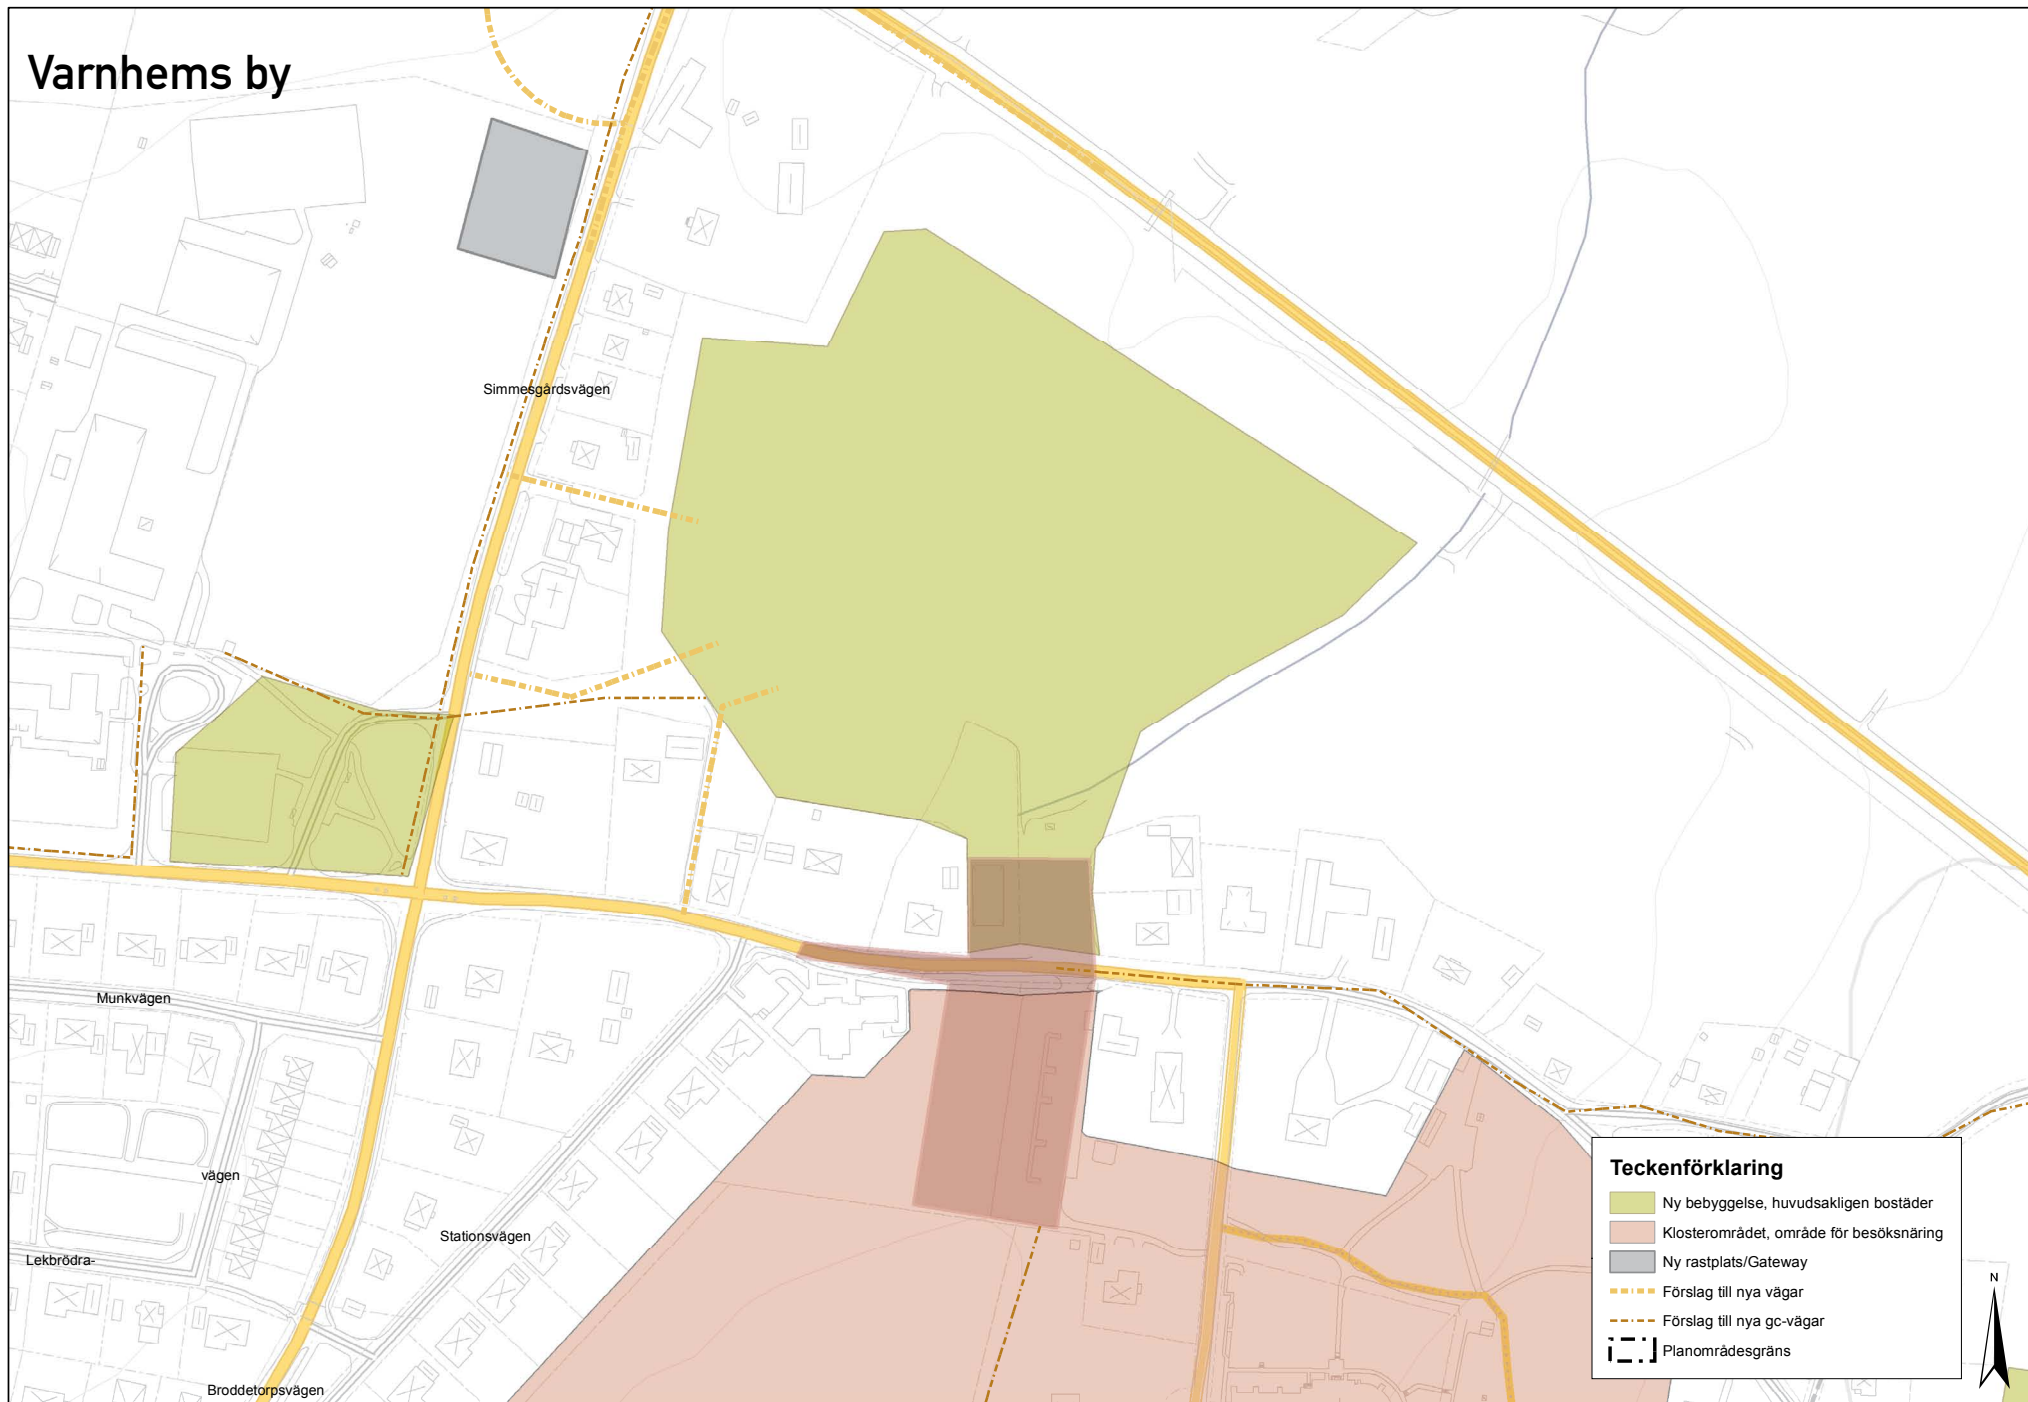 Varnhems by
Simmesgårdsvägen
Munkvägen
vägen
Stationsvägen
Lekbrödra-
Broddetorpsvägen
Teckenförklaring
Ny bebyggelse, huvudsakligen bostäder
Klosterområdet, område för besöksnäring
Ny rastplats/Gateway
Förslag till nya vägar
Förslag till nya gc-vägar
Planområdesgräns
N